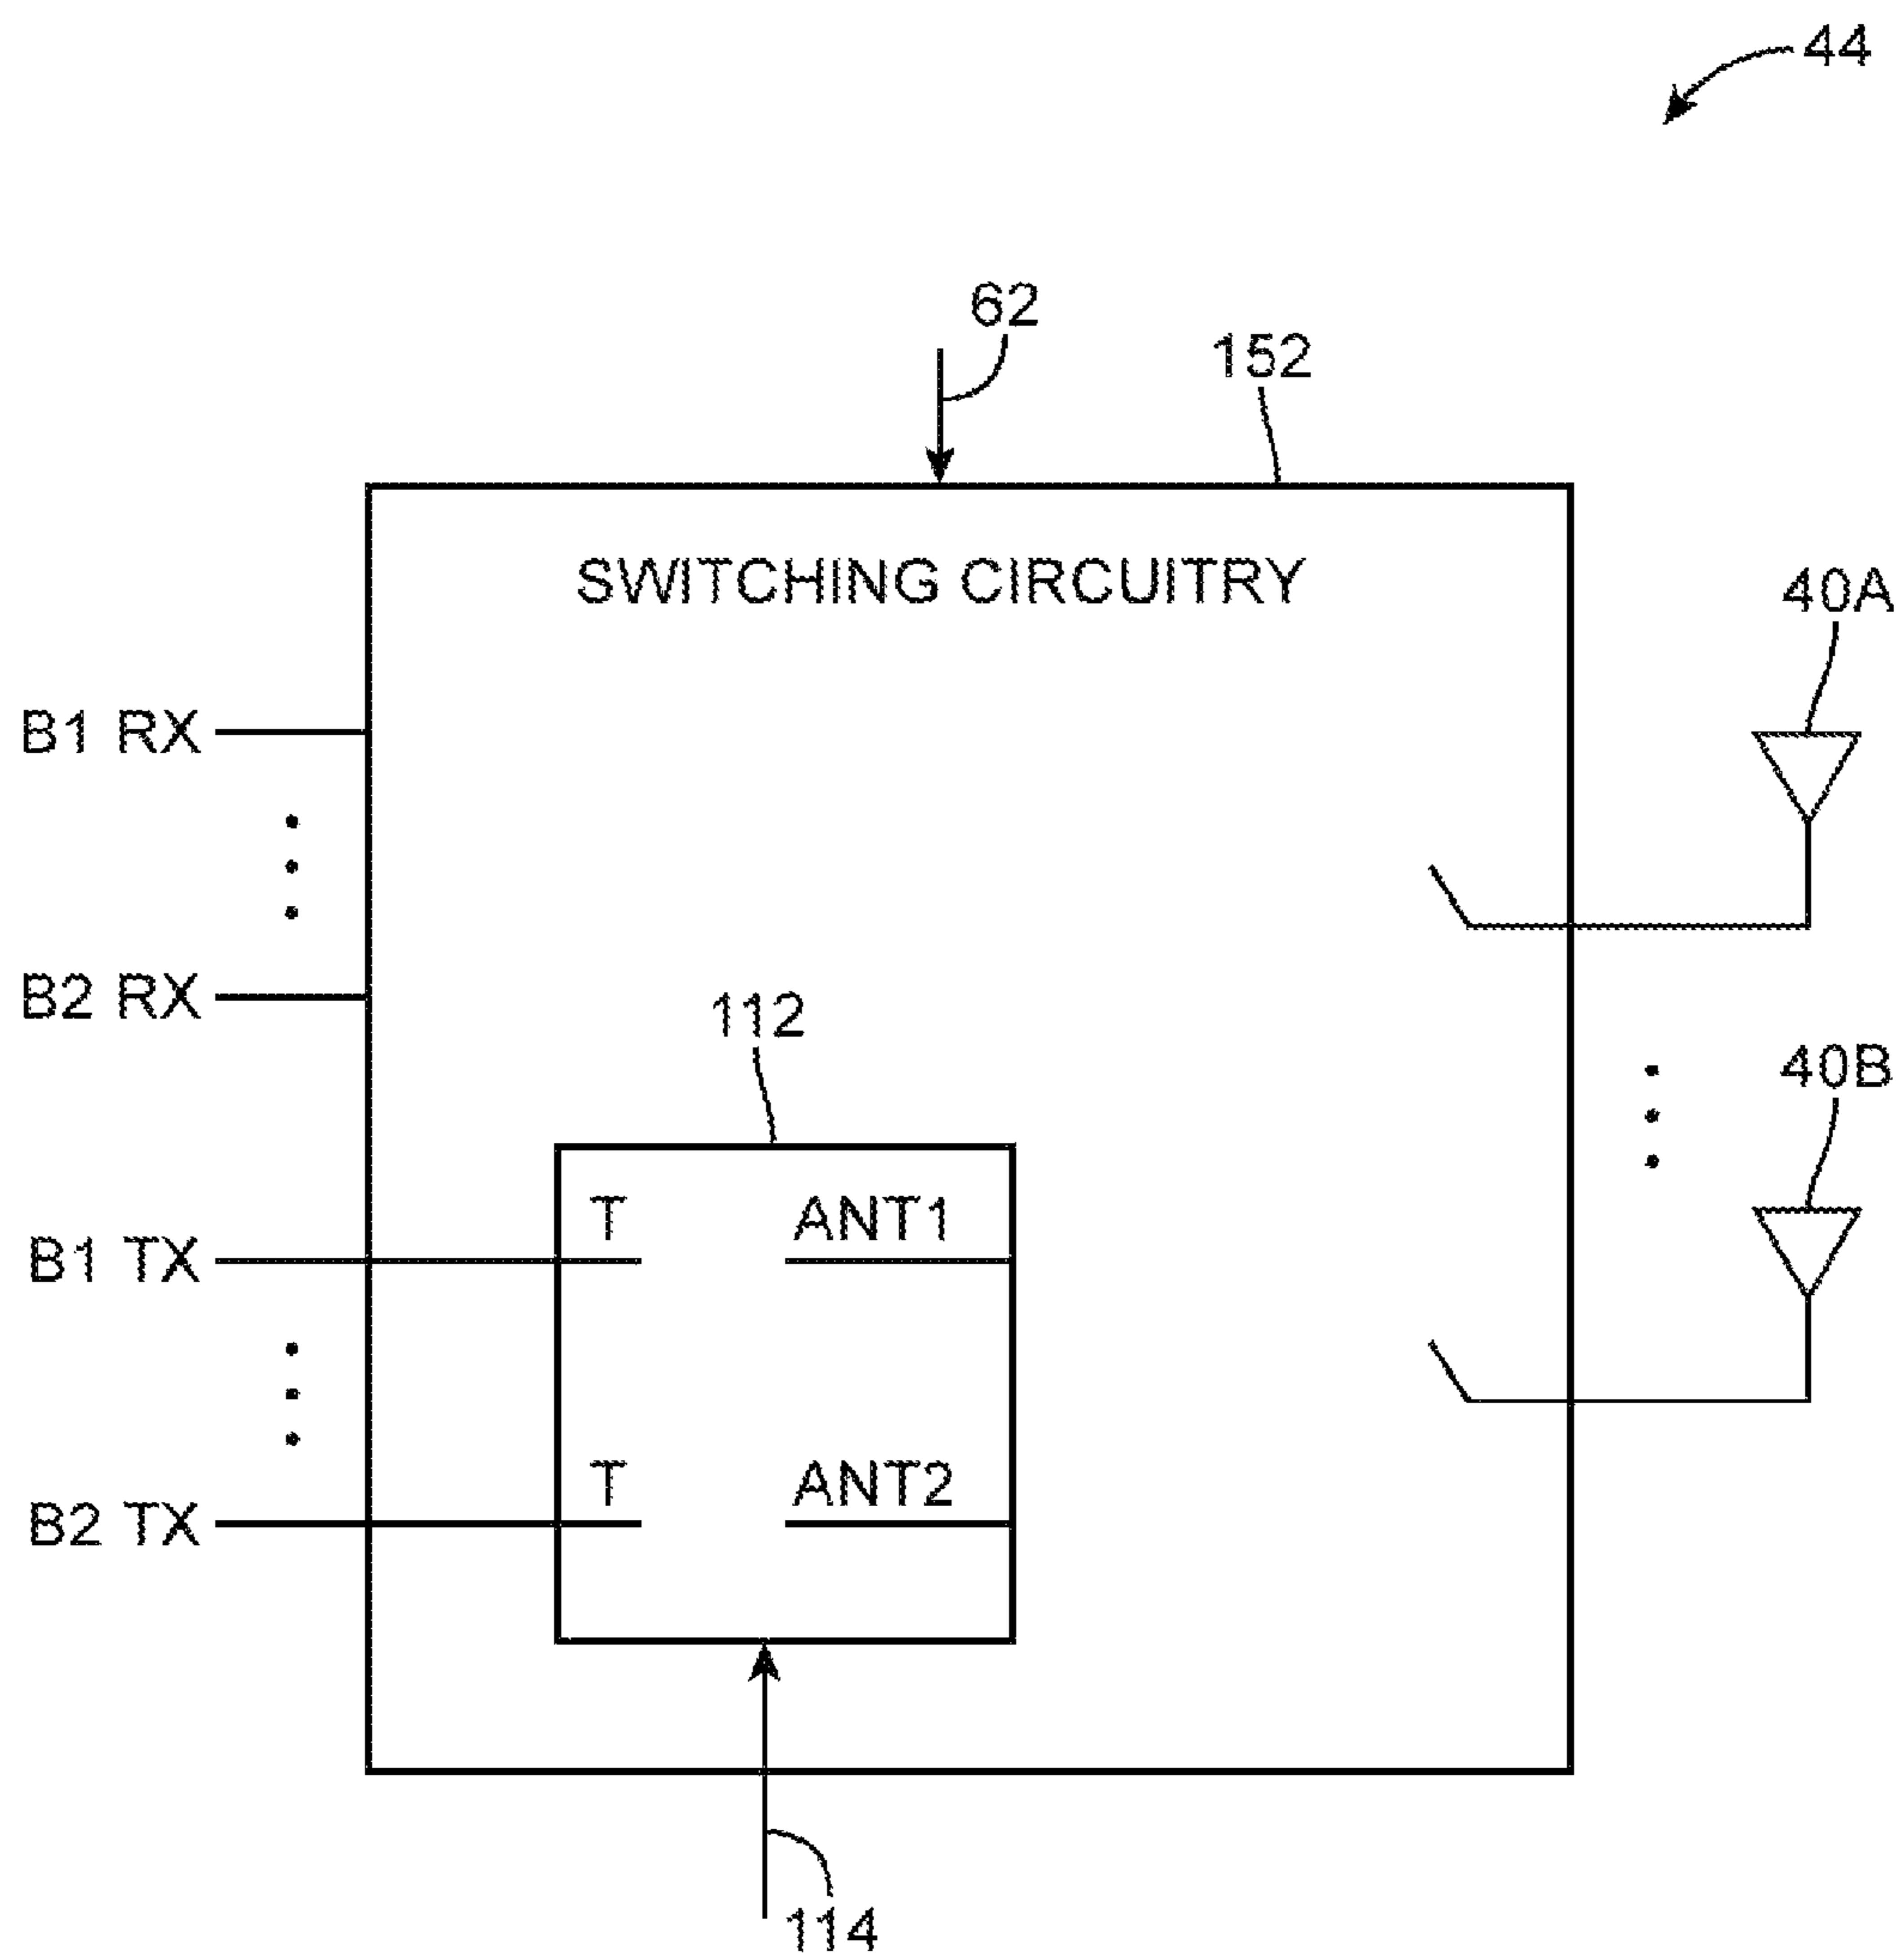 44
62
152
SWITCHING CIRCUITRY
40A
B1 RX
B2 RX
112
40B
T ANT1
B1 TX
T ANT2
B2 TX
114